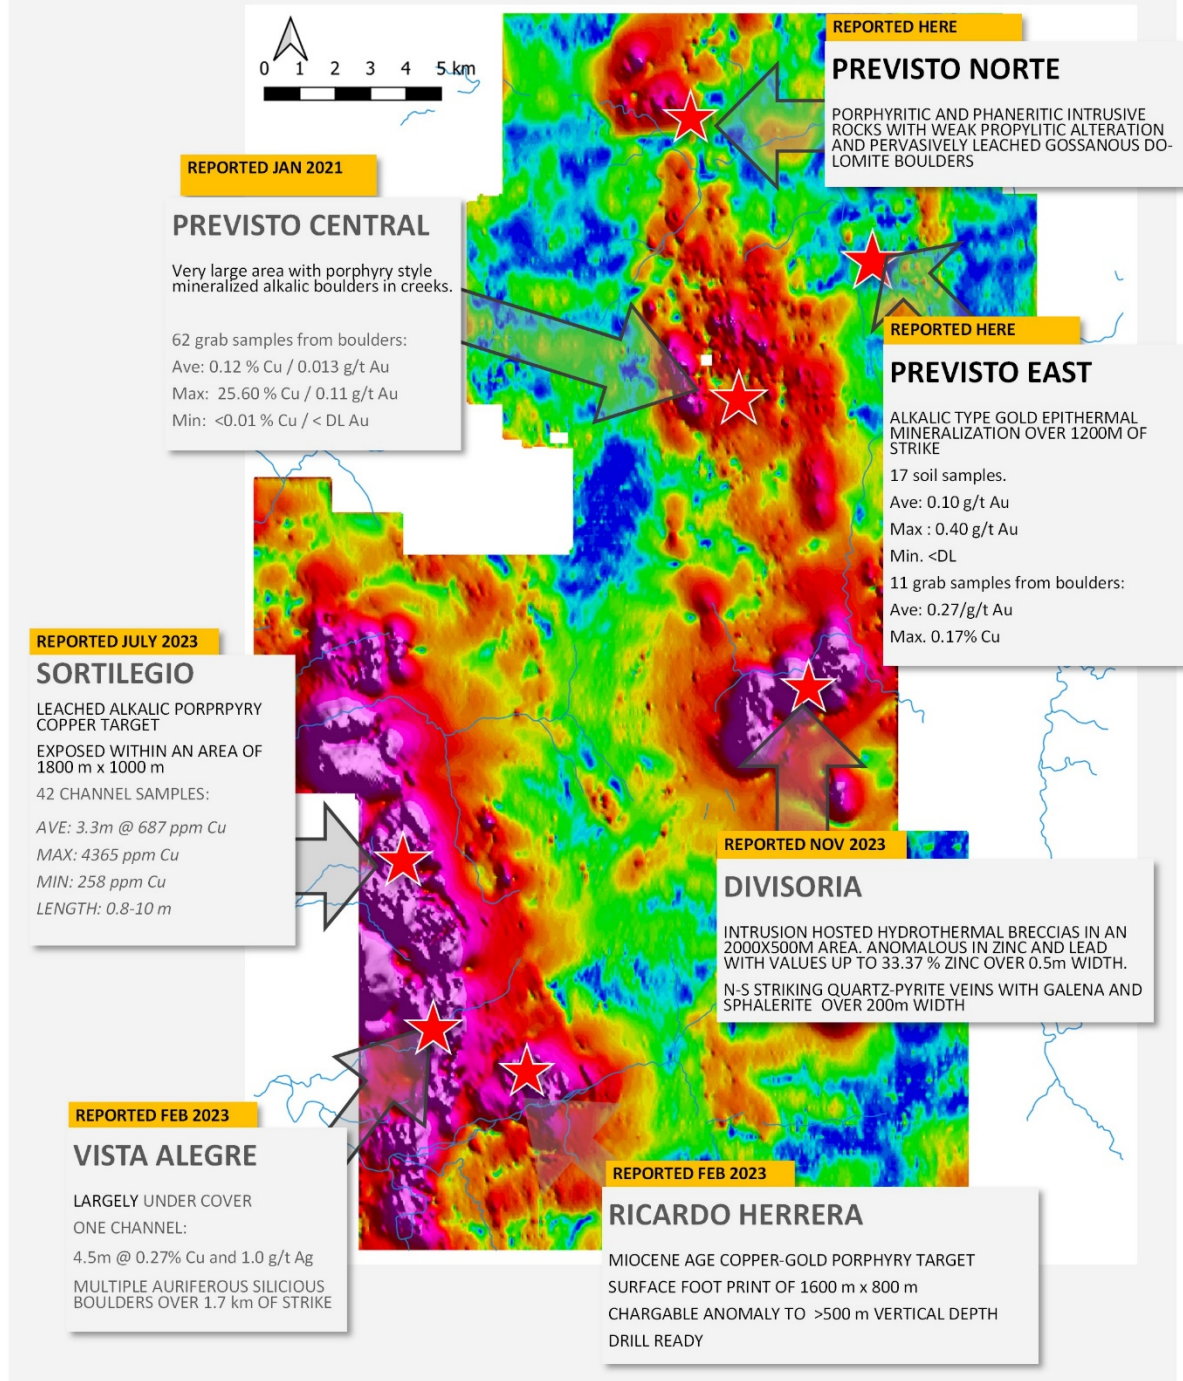 0 1 2 3 4 5 km
REPORTED HERE
PREVISTO NORTE
PORPHYRITIC AND PHANERITIC INTRUSIVE
ROCKS WITH WEAK PROPYLITIC ALTERATION
AND PERVASIVELY LEACHED GOSSANOUS DO-
LOMITE BOULDERS
REPORTED JAN 2021
PREVISTO CENTRAL
Very large area with porphyry style
mineralized alkalic boulders in creeks.
62 grab samples from boulders:
Ave: 0.12 % Cu / 0.013 g/t Au
Max: 25.60 % Cu / 0.11 g/t Au
Min: <0.01 % Cu / < DL Au
REPORTED HERE
PREVISTO EAST
ALKALIC TYPE GOLD EPITHERMAL
MINERALIZATION OVER 1200M OF
STRIKE
17 soil samples.
Ave: 0.10 g/t Au
Max : 0.40 g/t Au
Min. <DL
11 grab samples from boulders:
Ave: 0.27/g/t Au
Max. 0.17% Cu
REPORTED JULY 2023
SORTILEGIO
LEACHED ALKALIC PORPRPYRY
COPPER TARGET
EXPOSED WITHIN AN AREA OF
1800 m x 1000 m
42 CHANNEL SAMPLES:
AVE: 3.3m @ 687 ppm Cu
MAX: 4365 ppm Cu
MIN: 258 ppm Cu
LENGTH: 0.8-10 m
REPORTED NOV 2023
DIVISORIA
INTRUSION HOSTED HYDROTHERMAL BRECCIAS IN AN
2000X500M AREA. ANOMALOUS IN ZINC AND LEAD
WITH VALUES UP TO 33.37 % ZINC OVER 0.5m WIDTH.
N-S STRIKING QUARTZ-PYRITE VEINS WITH GALENA AND
SPHALERITE OVER 200m WIDTH
REPORTED FEB 2023
VISTA ALEGRE
LARGELY UNDER COVER
ONE CHANNEL:
4.5m @ 0.27% Cu and 1.0 g/t Ag
MULTIPLE AURIFEROUS SILICIOUS
BOULDERS OVER 1.7 km OF STRIKE
REPORTED FEB 2023
RICARDO HERRERA
MIOCENE AGE COPPER-GOLD PORPHYRY TARGET
SURFACE FOOT PRINT OF 1600 m x 800 m
CHARGABLE ANOMALY TO >500 m VERTICAL DEPTH
DRILL READY